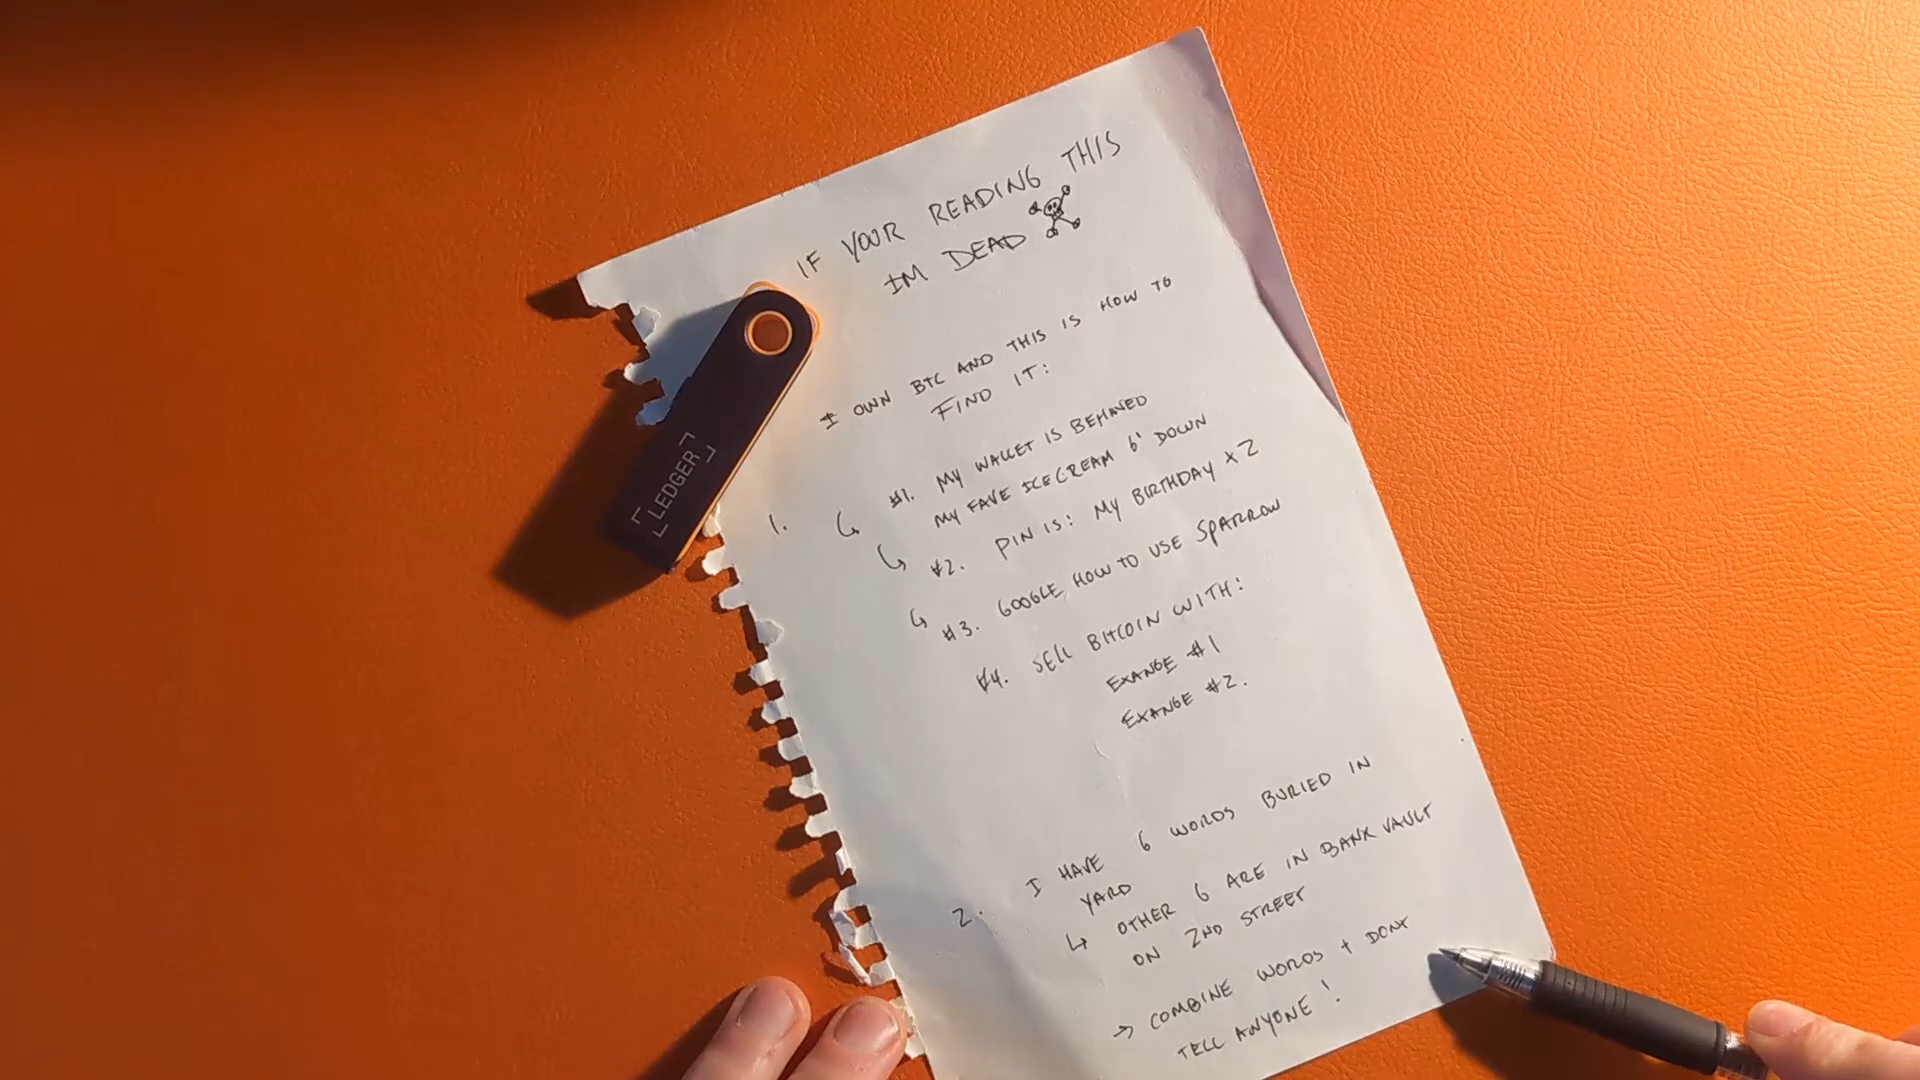 IF YOUR READING THIS
IM DEAD
I OWN BTC AND THIS IS HOW TO
FIND IT:
1. #1. MY WALLET IS BEHINED
MY FAVE ICECREAM 6' DOWN
#2. PIN IS: MY BIRTHDAY x 2
#3. GOOGLE HOW TO USE SPARROW
#4. SELL BITCOIN WITH:
EXANGE #1
EXANGE #2.
2. I HAVE 6 WORDS BURIED IN
YARD
↳ OTHER 6 ARE IN BANK VAULT
ON 2ND STREET
→ COMBINE WORDS + DONT
TELL ANYONE!
LEDGER